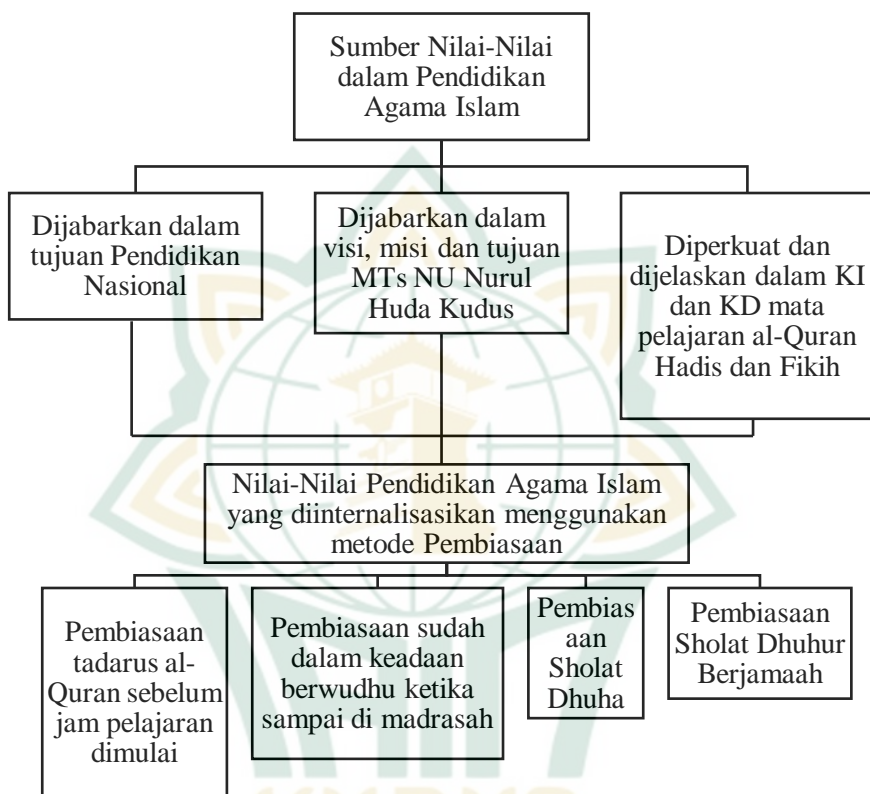 Sumber Nilai-Nilai
dalam Pendidikan
Agama Islam
Dijabarkan dalam
tujuan Pendidikan
Nasional
Dijabarkan dalam
visi, misi dan tujuan
MTs NU Nurul
Huda Kudus
Diperkuat dan
dijelaskan dalam KI
dan KD mata
pelajaran al-Quran
Hadis dan Fikih
Nilai-Nilai Pendidikan Agama Islam
yang diinternalisasikan menggunakan
metode Pembiasaan
Pembiasaan
tadarus al-
Quran sebelum
jam pelajaran
dimulai
Pembiasaan sudah
dalam keadaan
berwudhu ketika
sampai di madrasah
Pembias
aan
Sholat
Dhuha
Pembiasaan
Sholat Dhuhur
Berjamaah